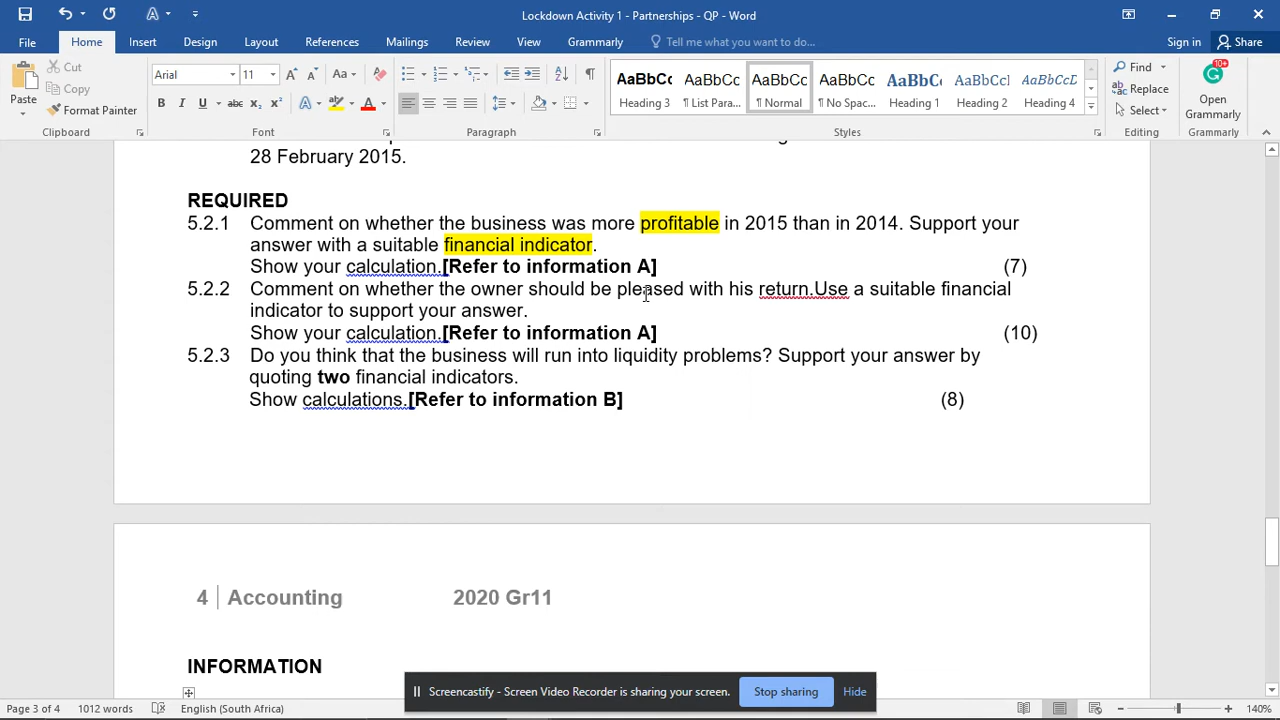 Lockdown Activity 1 - Partnerships - QP - Word
File Home Insert Design Layout References Mailings Review View Grammarly Tell me what you want to do... Sign in Share
Paste
Cut
Copy
Format Painter
Clipboard
Arial 11
Font
Paragraph
AaBbCc AaBbCc AaBbCc AaBbCc AaBbC( AaBbCcI AaBbCcD
Heading 3 ¶ List Para... ¶ Normal ¶ No Spac... Heading 1 Heading 2 Heading 4
Styles
Find
Replace
Select
Editing
10+
Open
Grammarly
Grammarly
28 February 2015.
REQUIRED
5.2.1 Comment on whether the business was more profitable in 2015 than in 2014. Support your
answer with a suitable financial indicator.
Show your calculation.[Refer to information A] (7)
5.2.2 Comment on whether the owner should be pleased with his return.Use a suitable financial
indicator to support your answer.
Show your calculation.[Refer to information A] (10)
5.2.3 Do you think that the business will run into liquidity problems? Support your answer by
quoting two financial indicators.
Show calculations.[Refer to information B] (8)
4 | Accounting 2020 Gr11
INFORMATION
Screencastify - Screen Video Recorder is sharing your screen. Stop sharing Hide
Page 3 of 4 1012 words English (South Africa) 140%